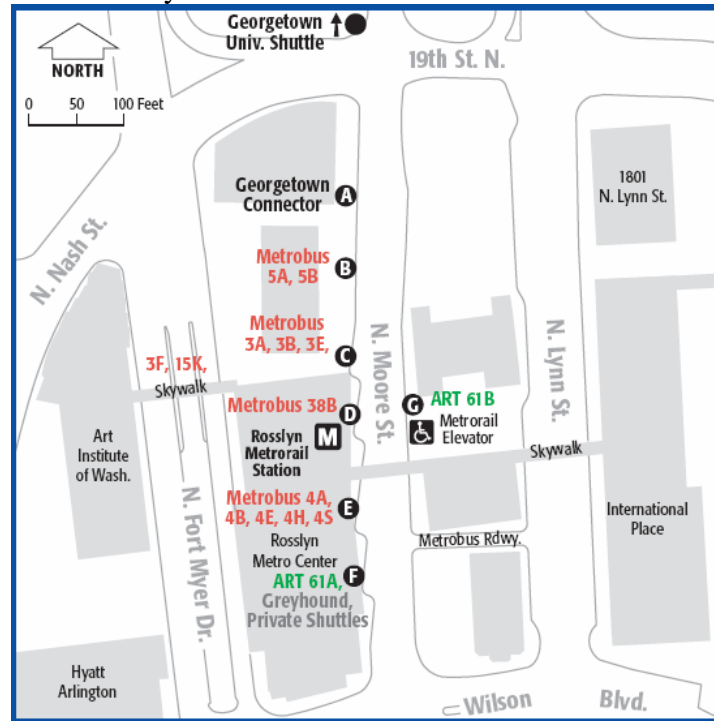 Georgetown
Univ. Shuttle
NORTH
0 50 100 Feet
19th St. N.
Georgetown
Connector
A
1801
N. Lynn St.
N. Nash St.
Metrobus
5A, 5B
B
Metrobus
3A, 3B, 3E,
C
3F, 15K,
Skywalk
N. Moore St.
N. Lynn St.
Metrobus 38B
D
G
ART 61B
Metrorail
Elevator
Rosslyn
Metrorail
Station
M
Art
Institute
of Wash.
Skywalk
Metrobus 4A,
4B, 4E, 4H, 4S
E
N. Fort Myer Dr.
International
Place
Rosslyn
Metro Center
Metrobus Rdwy.
ART 61A,
F
Greyhound,
Private Shuttles
Hyatt
Arlington
Wilson Blvd.